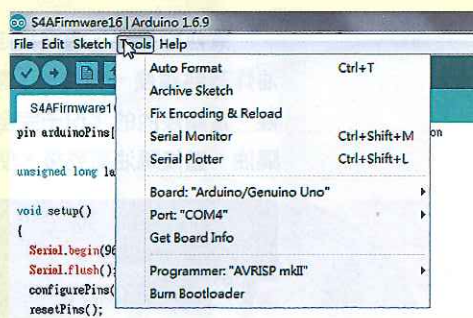 S4AFirmware16 | Arduino 1.6.9
File Edit Sketch Tools Help
Auto Format Ctrl+T
Archive Sketch
S4AFirmware1
Fix Encoding & Reload
pin arduinoPins[
Serial Monitor Ctrl+Shift+M
on
Serial Plotter Ctrl+Shift+L
unsigned long la
Board: "Arduino/Genuino Uno"
void setup()
Port: "COM4"
{
Get Board Info
Serial.begin(96
Serial.flush();
Programmer: "AVRISP mkII"
configurePins(
Burn Bootloader
resetPins();